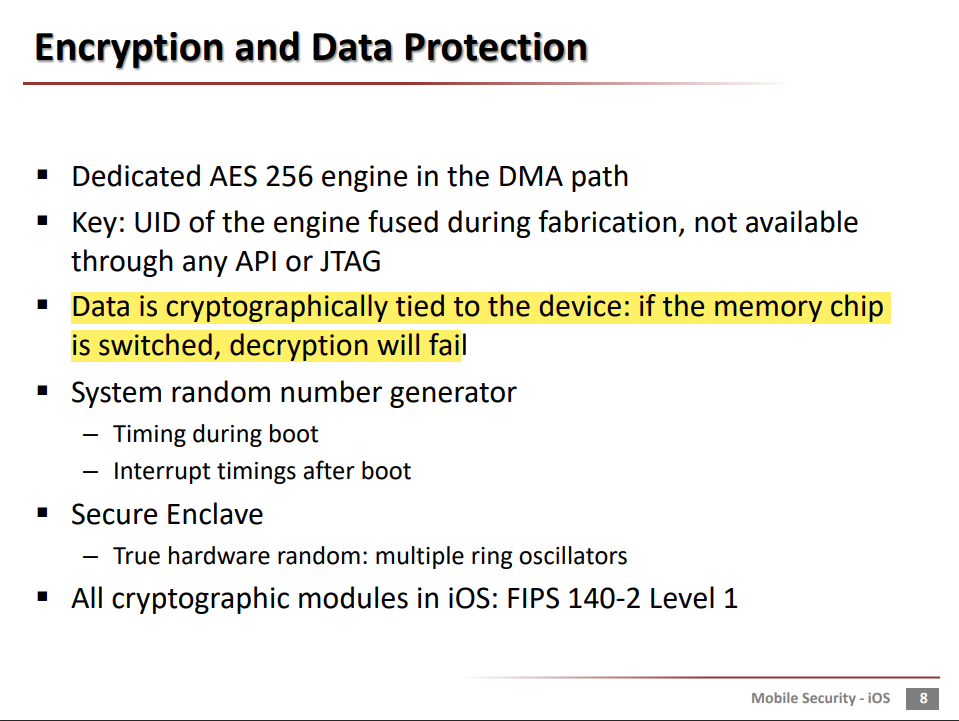 Encryption and Data Protection
▪ Dedicated AES 256 engine in the DMA path
▪ Key: UID of the engine fused during fabrication, not available
through any API or JTAG
▪ Data is cryptographically tied to the device: if the memory chip
is switched, decryption will fail
▪ System random number generator
– Timing during boot
– Interrupt timings after boot
▪ Secure Enclave
– True hardware random: multiple ring oscillators
▪ All cryptographic modules in iOS: FIPS 140-2 Level 1
Mobile Security - iOS 8